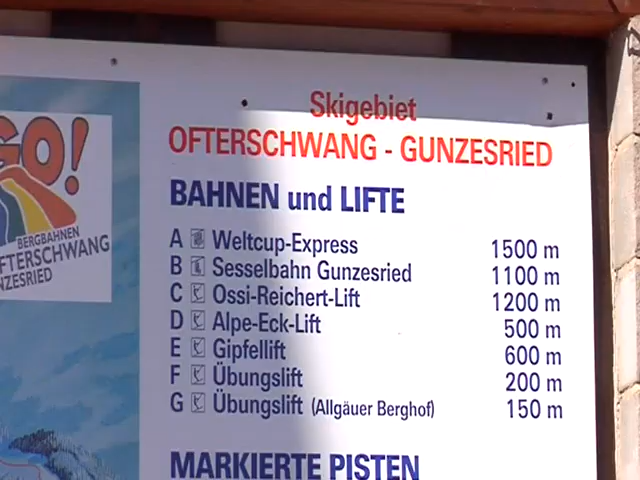 GO!
BERGBAHNEN
OFTERSCHWANG
NZESRIED
Skigebiet
OFTERSCHWANG - GUNZESRIED
BAHNEN und LIFTE
A Weltcup-Express 1500 m
B Sesselbahn Gunzesried 1100 m
C Ossi-Reichert-Lift 1200 m
D Alpe-Eck-Lift 500 m
E Gipfellift 600 m
F Übungslift 200 m
G Übungslift (Allgäuer Berghof) 150 m
MARKIERTE PISTEN